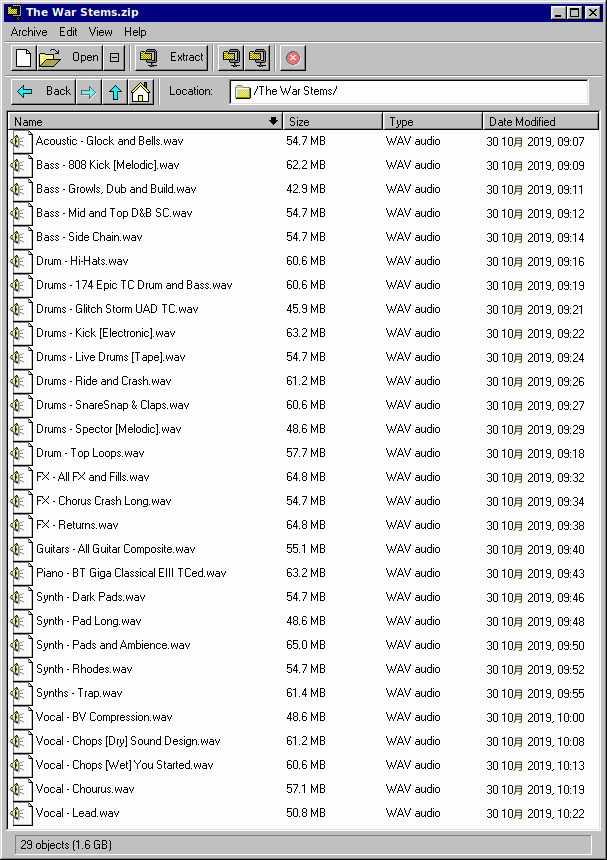 The War Stems.zip
Archive Edit View Help
Open Extract
Back Location: /The War Stems/
Name Size Type Date Modified
Acoustic - Glock and Bells.wav 54.7 MB WAV audio 30 10月 2019, 09:07
Bass - 808 Kick [Melodic].wav 62.2 MB WAV audio 30 10月 2019, 09:09
Bass - Growls, Dub and Build.wav 42.9 MB WAV audio 30 10月 2019, 09:11
Bass - Mid and Top D&B SC.wav 54.7 MB WAV audio 30 10月 2019, 09:12
Bass - Side Chain.wav 54.7 MB WAV audio 30 10月 2019, 09:14
Drum - Hi-Hats.wav 60.6 MB WAV audio 30 10月 2019, 09:16
Drums - 174 Epic TC Drum and Bass.wav 60.6 MB WAV audio 30 10月 2019, 09:19
Drums - Glitch Storm UAD TC.wav 45.9 MB WAV audio 30 10月 2019, 09:21
Drums - Kick [Electronic].wav 63.2 MB WAV audio 30 10月 2019, 09:22
Drums - Live Drums [Tape].wav 54.7 MB WAV audio 30 10月 2019, 09:24
Drums - Ride and Crash.wav 61.2 MB WAV audio 30 10月 2019, 09:26
Drums - SnareSnap & Claps.wav 60.6 MB WAV audio 30 10月 2019, 09:27
Drums - Spector [Melodic].wav 48.6 MB WAV audio 30 10月 2019, 09:29
Drum - Top Loops.wav 57.7 MB WAV audio 30 10月 2019, 09:18
FX - All FX and Fills.wav 64.8 MB WAV audio 30 10月 2019, 09:32
FX - Chorus Crash Long.wav 54.7 MB WAV audio 30 10月 2019, 09:34
FX - Returns.wav 64.8 MB WAV audio 30 10月 2019, 09:38
Guitars - All Guitar Composite.wav 55.1 MB WAV audio 30 10月 2019, 09:40
Piano - BT Giga Classical EIII TCed.wav 63.2 MB WAV audio 30 10月 2019, 09:43
Synth - Dark Pads.wav 54.7 MB WAV audio 30 10月 2019, 09:46
Synth - Pad Long.wav 48.6 MB WAV audio 30 10月 2019, 09:48
Synth - Pads and Ambience.wav 65.0 MB WAV audio 30 10月 2019, 09:50
Synth - Rhodes.wav 54.7 MB WAV audio 30 10月 2019, 09:52
Synths - Trap.wav 61.4 MB WAV audio 30 10月 2019, 09:55
Vocal - BV Compression.wav 48.6 MB WAV audio 30 10月 2019, 10:00
Vocal - Chops [Dry] Sound Design.wav 61.2 MB WAV audio 30 10月 2019, 10:08
Vocal - Chops [Wet] You Started.wav 60.6 MB WAV audio 30 10月 2019, 10:13
Vocal - Chourus.wav 57.1 MB WAV audio 30 10月 2019, 10:19
Vocal - Lead.wav 50.8 MB WAV audio 30 10月 2019, 10:22
29 objects (1.6 GB)